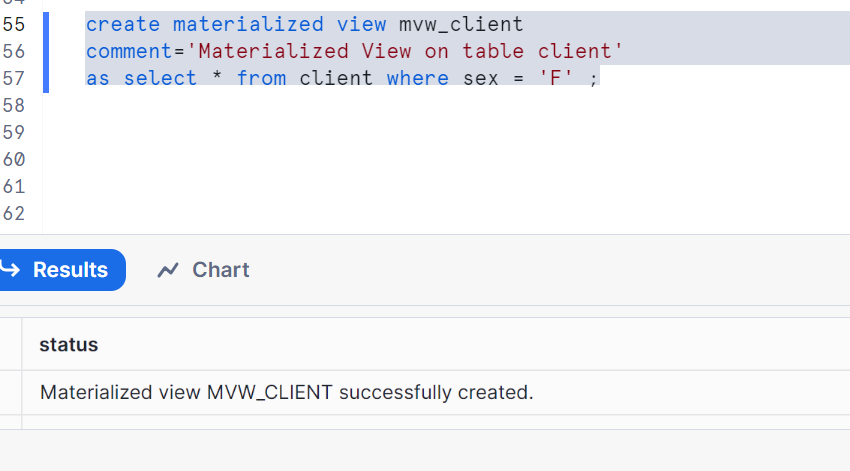 55 create materialized view mvw_client
56 comment='Materialized View on table client'
57 as select * from client where sex = 'F' ;
58
59
60
61
62
Results Chart
status
Materialized view MVW_CLIENT successfully created.